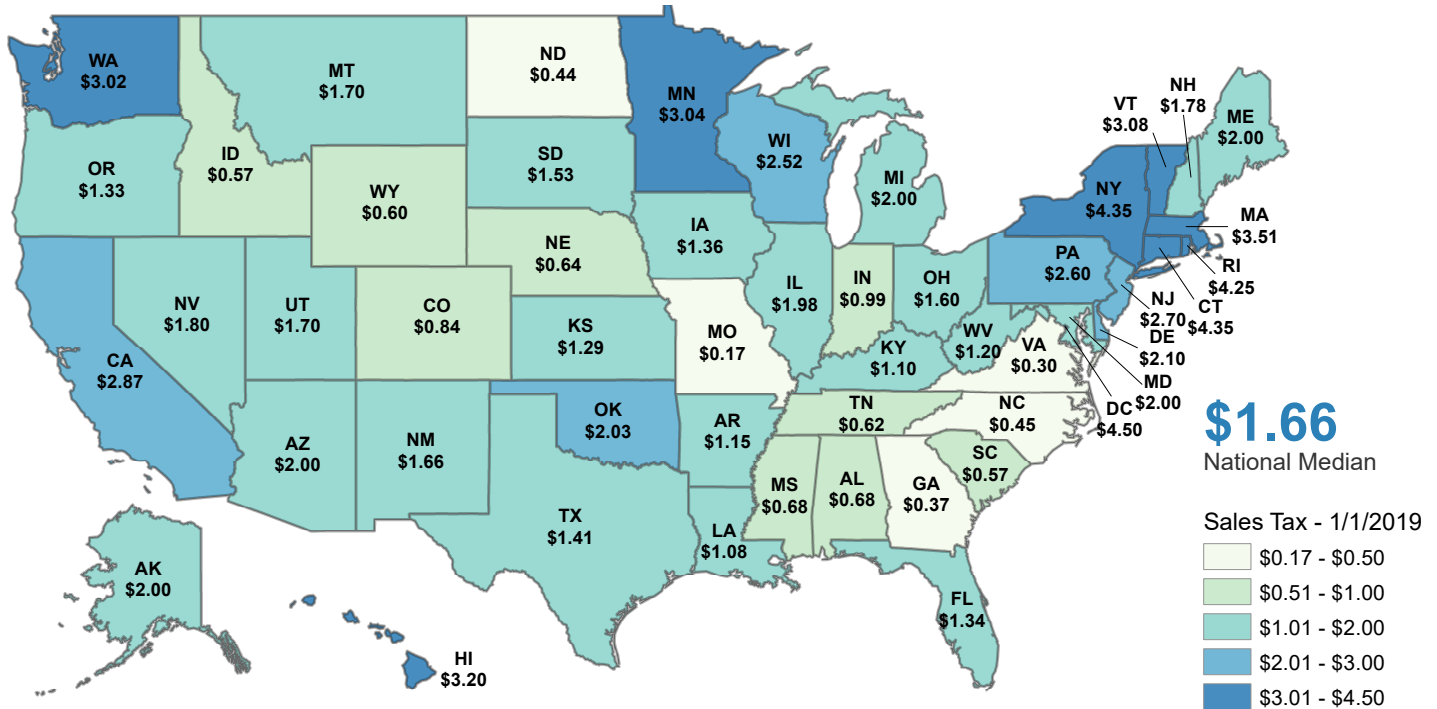 WA
$3.02
MT
$1.70
ND
$0.44
MN
$3.04
VT
$3.08
NH
$1.78
ME
$2.00
OR
$1.33
ID
$0.57
WY
$0.60
SD
$1.53
WI
$2.52
MI
$2.00
NY
$4.35
MA
$3.51
RI
$4.25
CT
$4.35
NJ
$2.70
PA
$2.60
DE
$2.10
MD
$2.00
DC
$4.50
NV
$1.80
UT
$1.70
CO
$0.84
NE
$0.64
IA
$1.36
IL
$1.98
IN
$0.99
OH
$1.60
KS
$1.29
MO
$0.17
KY
$1.10
WV
$1.20
VA
$0.30
CA
$2.87
AZ
$2.00
NM
$1.66
OK
$2.03
AR
$1.15
TN
$0.62
NC
$0.45
SC
$0.57
MS
$0.68
AL
$0.68
GA
$0.37
TX
$1.41
LA
$1.08
FL
$1.34
AK
$2.00
HI
$3.20
$1.66
National Median
Sales Tax - 1/1/2019
$0.17 - $0.50
$0.51 - $1.00
$1.01 - $2.00
$2.01 - $3.00
$3.01 - $4.50